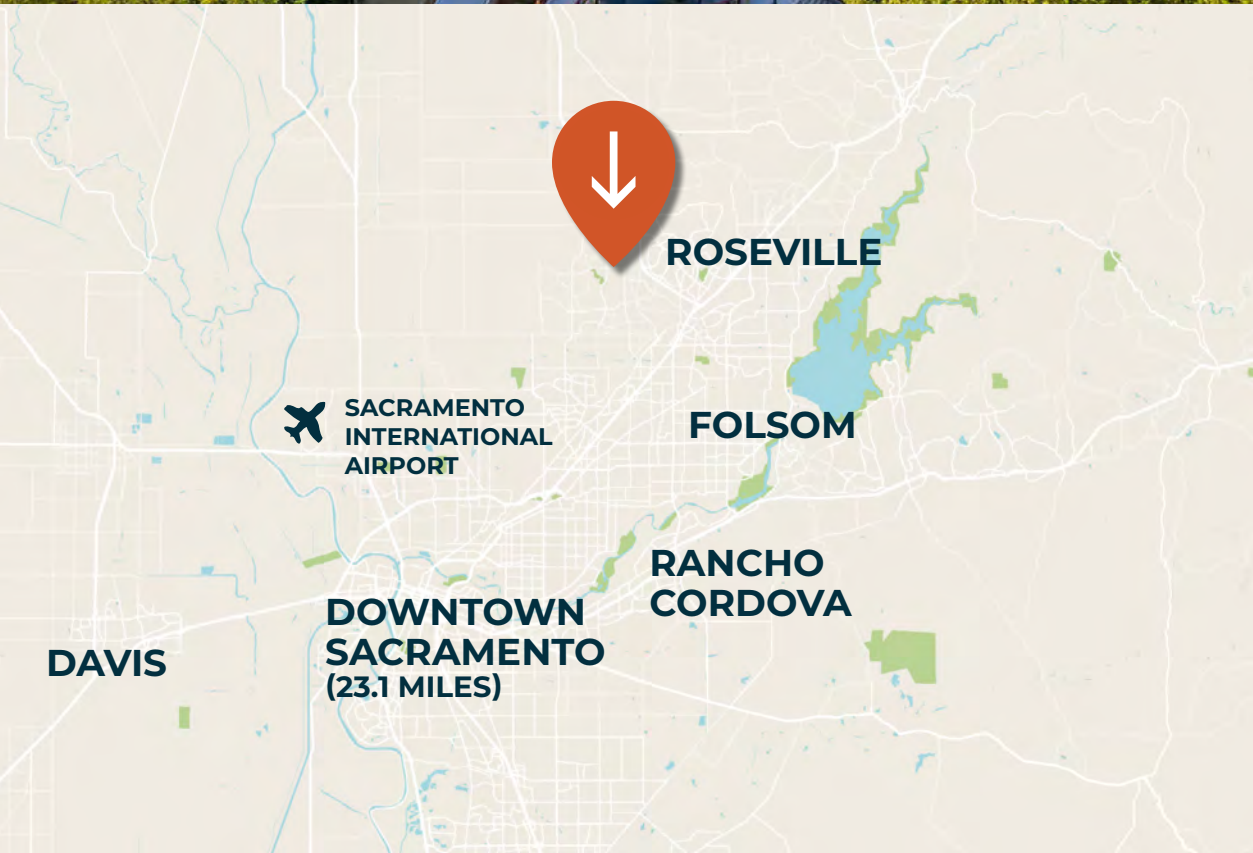 ROSEVILLE
SACRAMENTO
INTERNATIONAL
AIRPORT
FOLSOM
RANCHO
CORDOVA
DOWNTOWN
SACRAMENTO
(23.1 MILES)
DAVIS